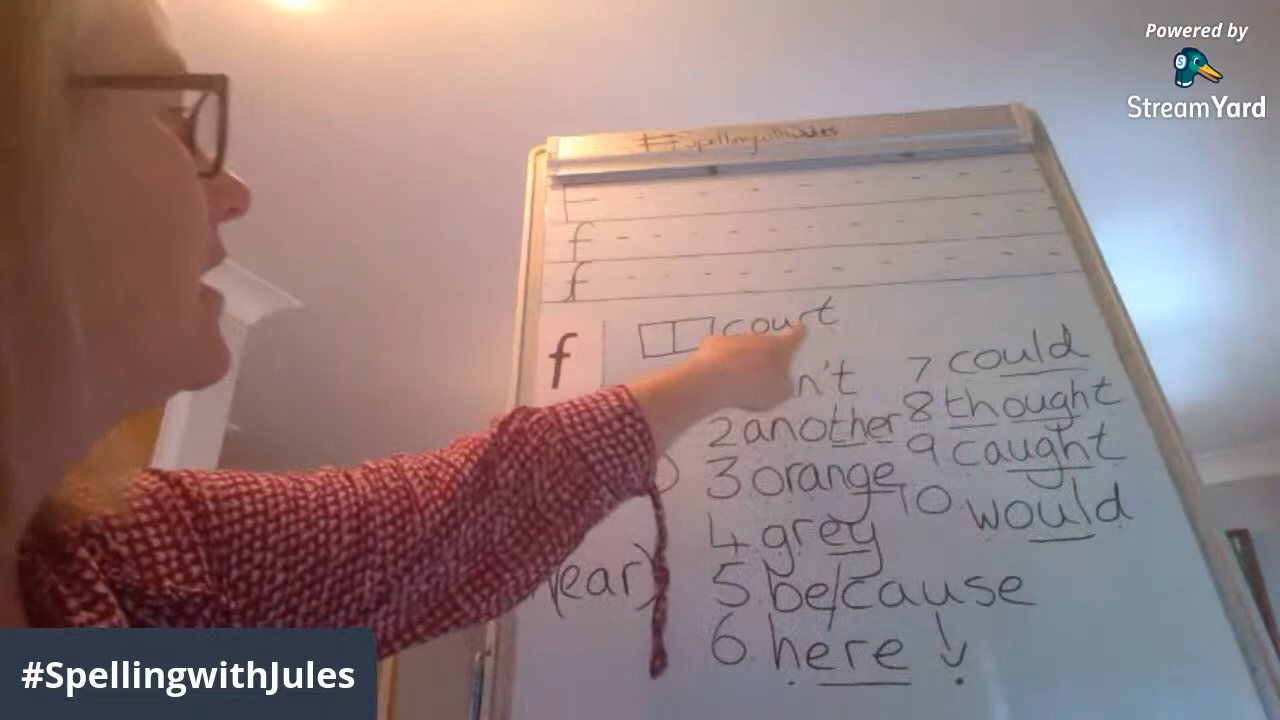 Powered by
StreamYard
#SpellingwithJules
F
f
f
f
court
n't
2 another
3 orange
4 grey
5 be/cause
6 here
7 could
8 thought
9 caught
10 would
(ear)
#SpellingwithJules